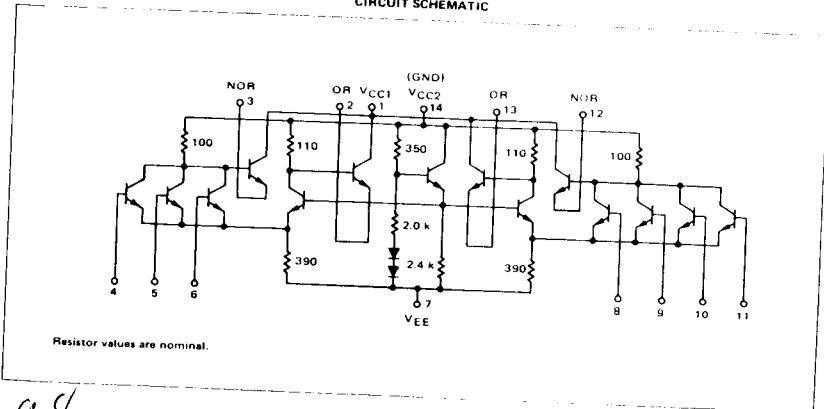 CIRCUIT SCHEMATIC
(GND)
NOR OR VCC1 VCC2 OR NOR
3 2 1 14 13 12
100 110 350 110 100
2.0 k
390 2.4 k 390
4 5 6 7 8 9 10 11
VEE
Resistor values are nominal.